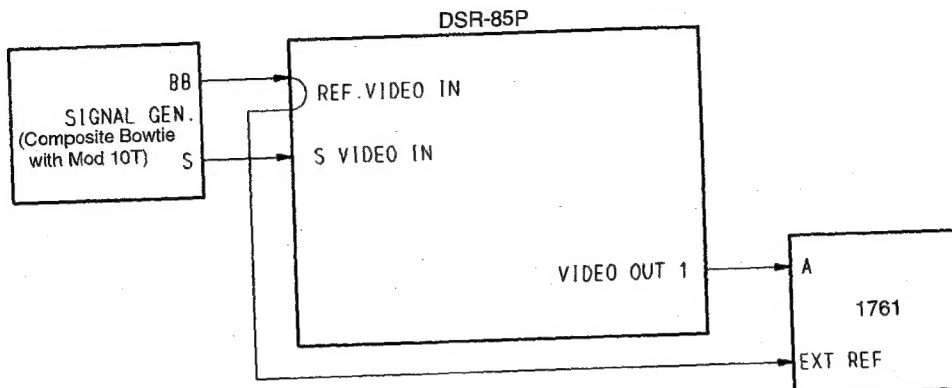 DSR-85P
BB
SIGNAL GEN.
(Composite Bowtie
with Mod 10T)
S
REF.VIDEO IN
S VIDEO IN
VIDEO OUT 1
A
1761
EXT REF